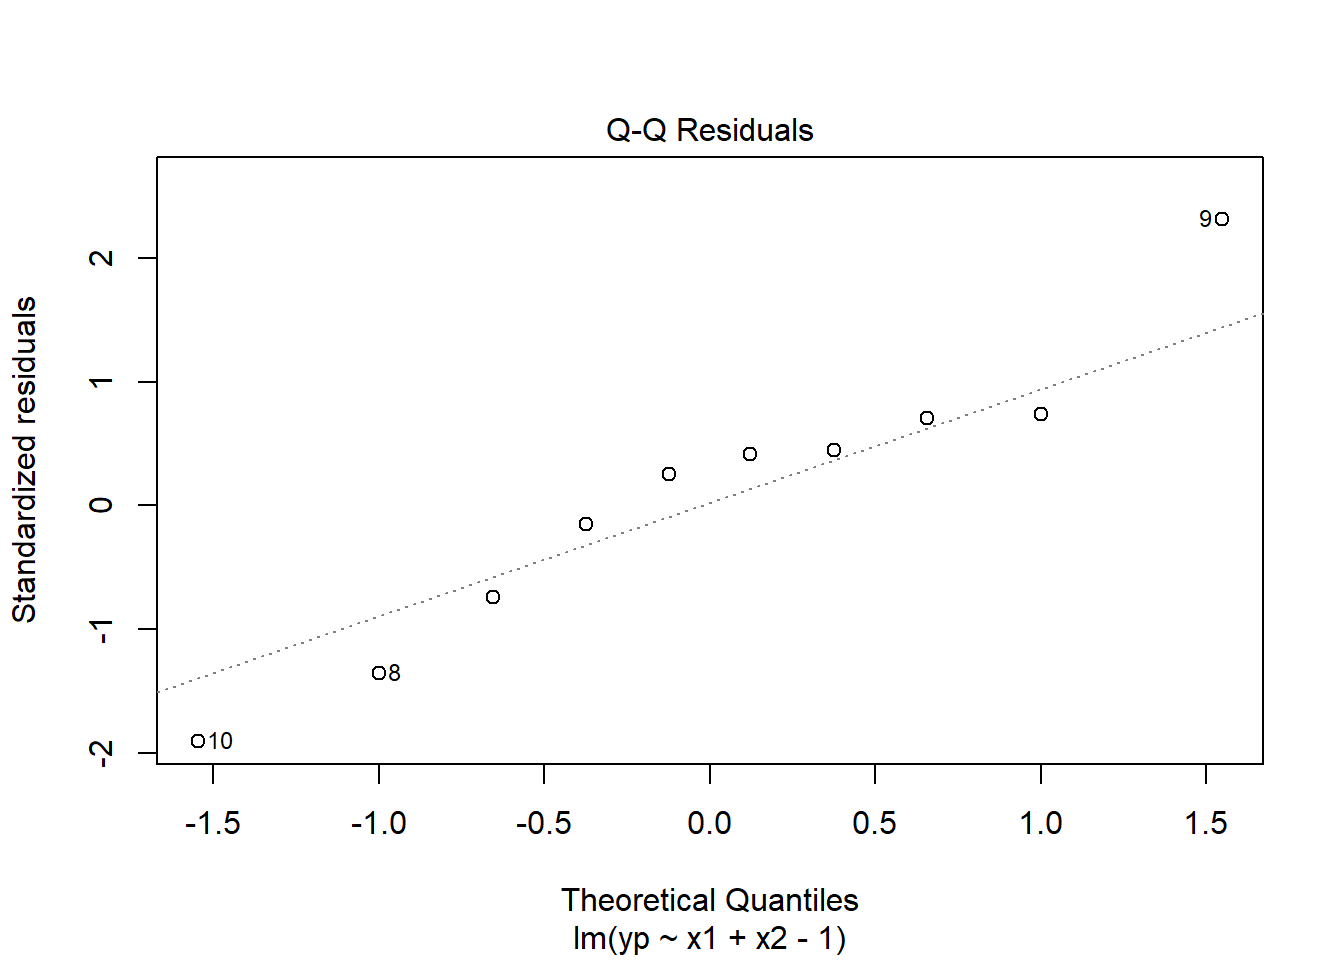 Q-Q Residuals
Standardized residuals
2
1
0
-1
-2
9
8
10
-1.5 -1.0 -0.5 0.0 0.5 1.0 1.5
Theoretical Quantiles
lm(yp ~ x1 + x2 - 1)